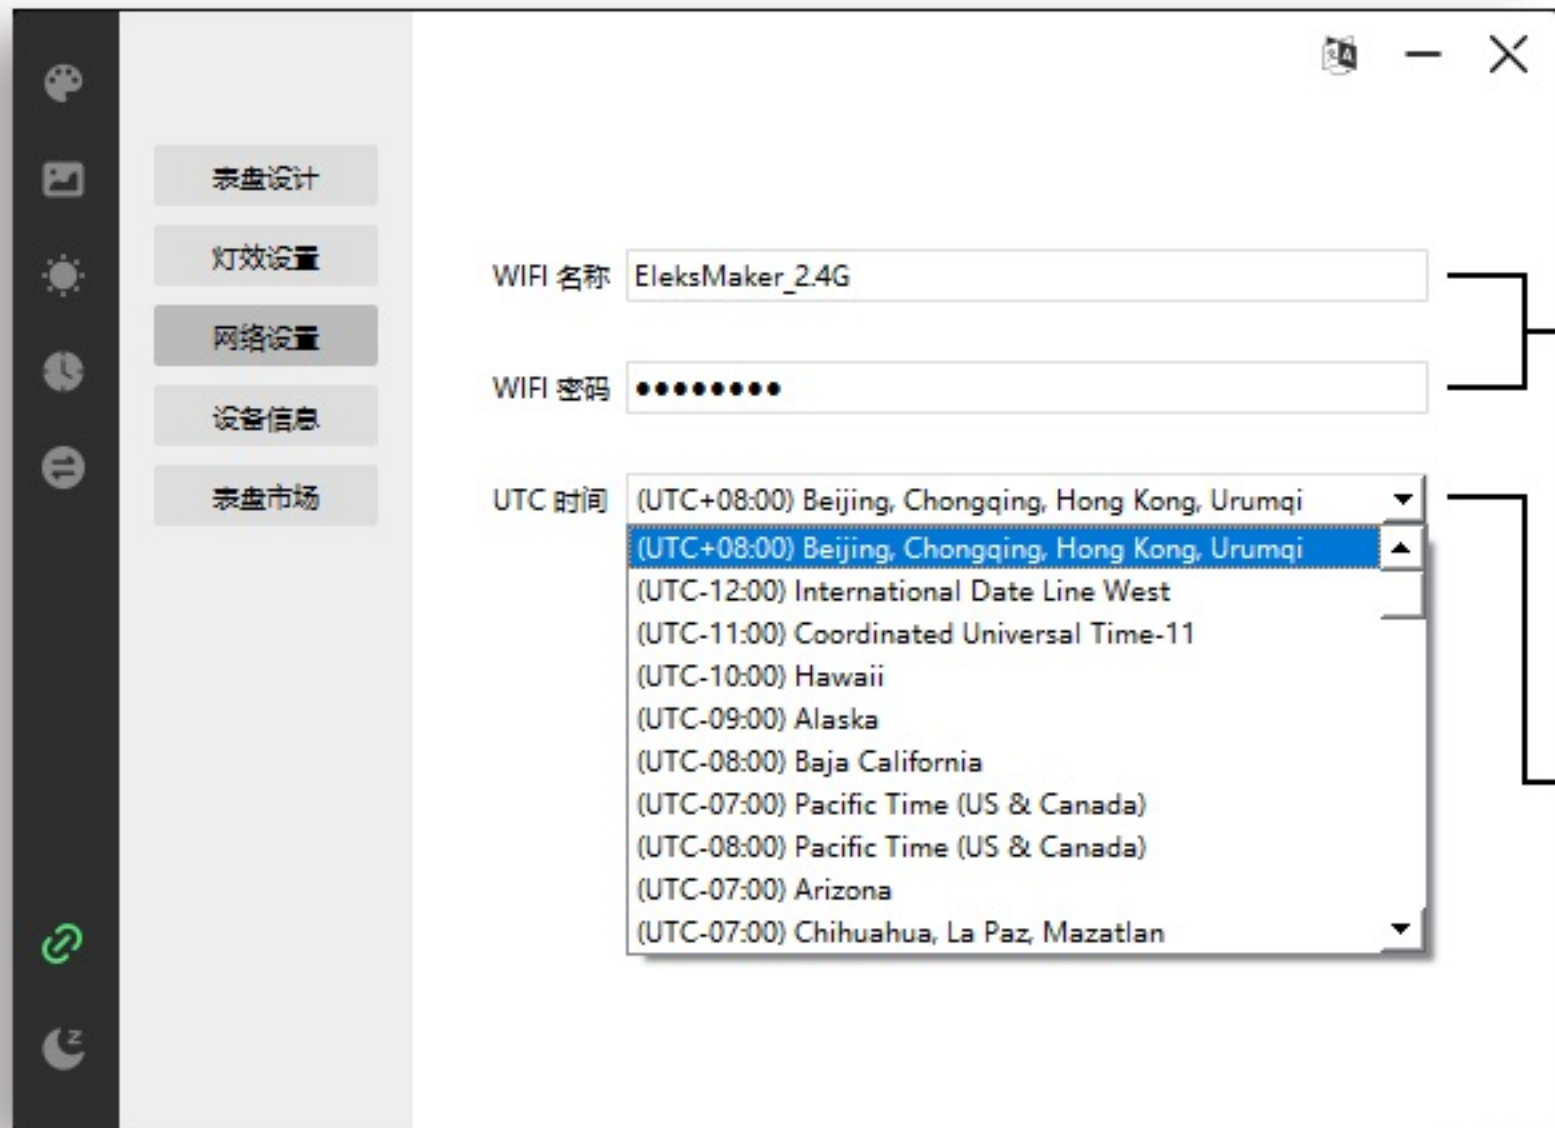 表盘设计
灯效设置
网络设置
设备信息
表盘市场
WIFI 名称 EleksMaker_2.4G
WIFI 密码 ●●●●●●●●
UTC 时间 (UTC+08:00) Beijing, Chongqing, Hong Kong, Urumqi
(UTC+08:00) Beijing, Chongqing, Hong Kong, Urumqi
(UTC-12:00) International Date Line West
(UTC-11:00) Coordinated Universal Time-11
(UTC-10:00) Hawaii
(UTC-09:00) Alaska
(UTC-08:00) Baja California
(UTC-07:00) Pacific Time (US & Canada)
(UTC-08:00) Pacific Time (US & Canada)
(UTC-07:00) Arizona
(UTC-07:00) Chihuahua, La Paz, Mazatlan